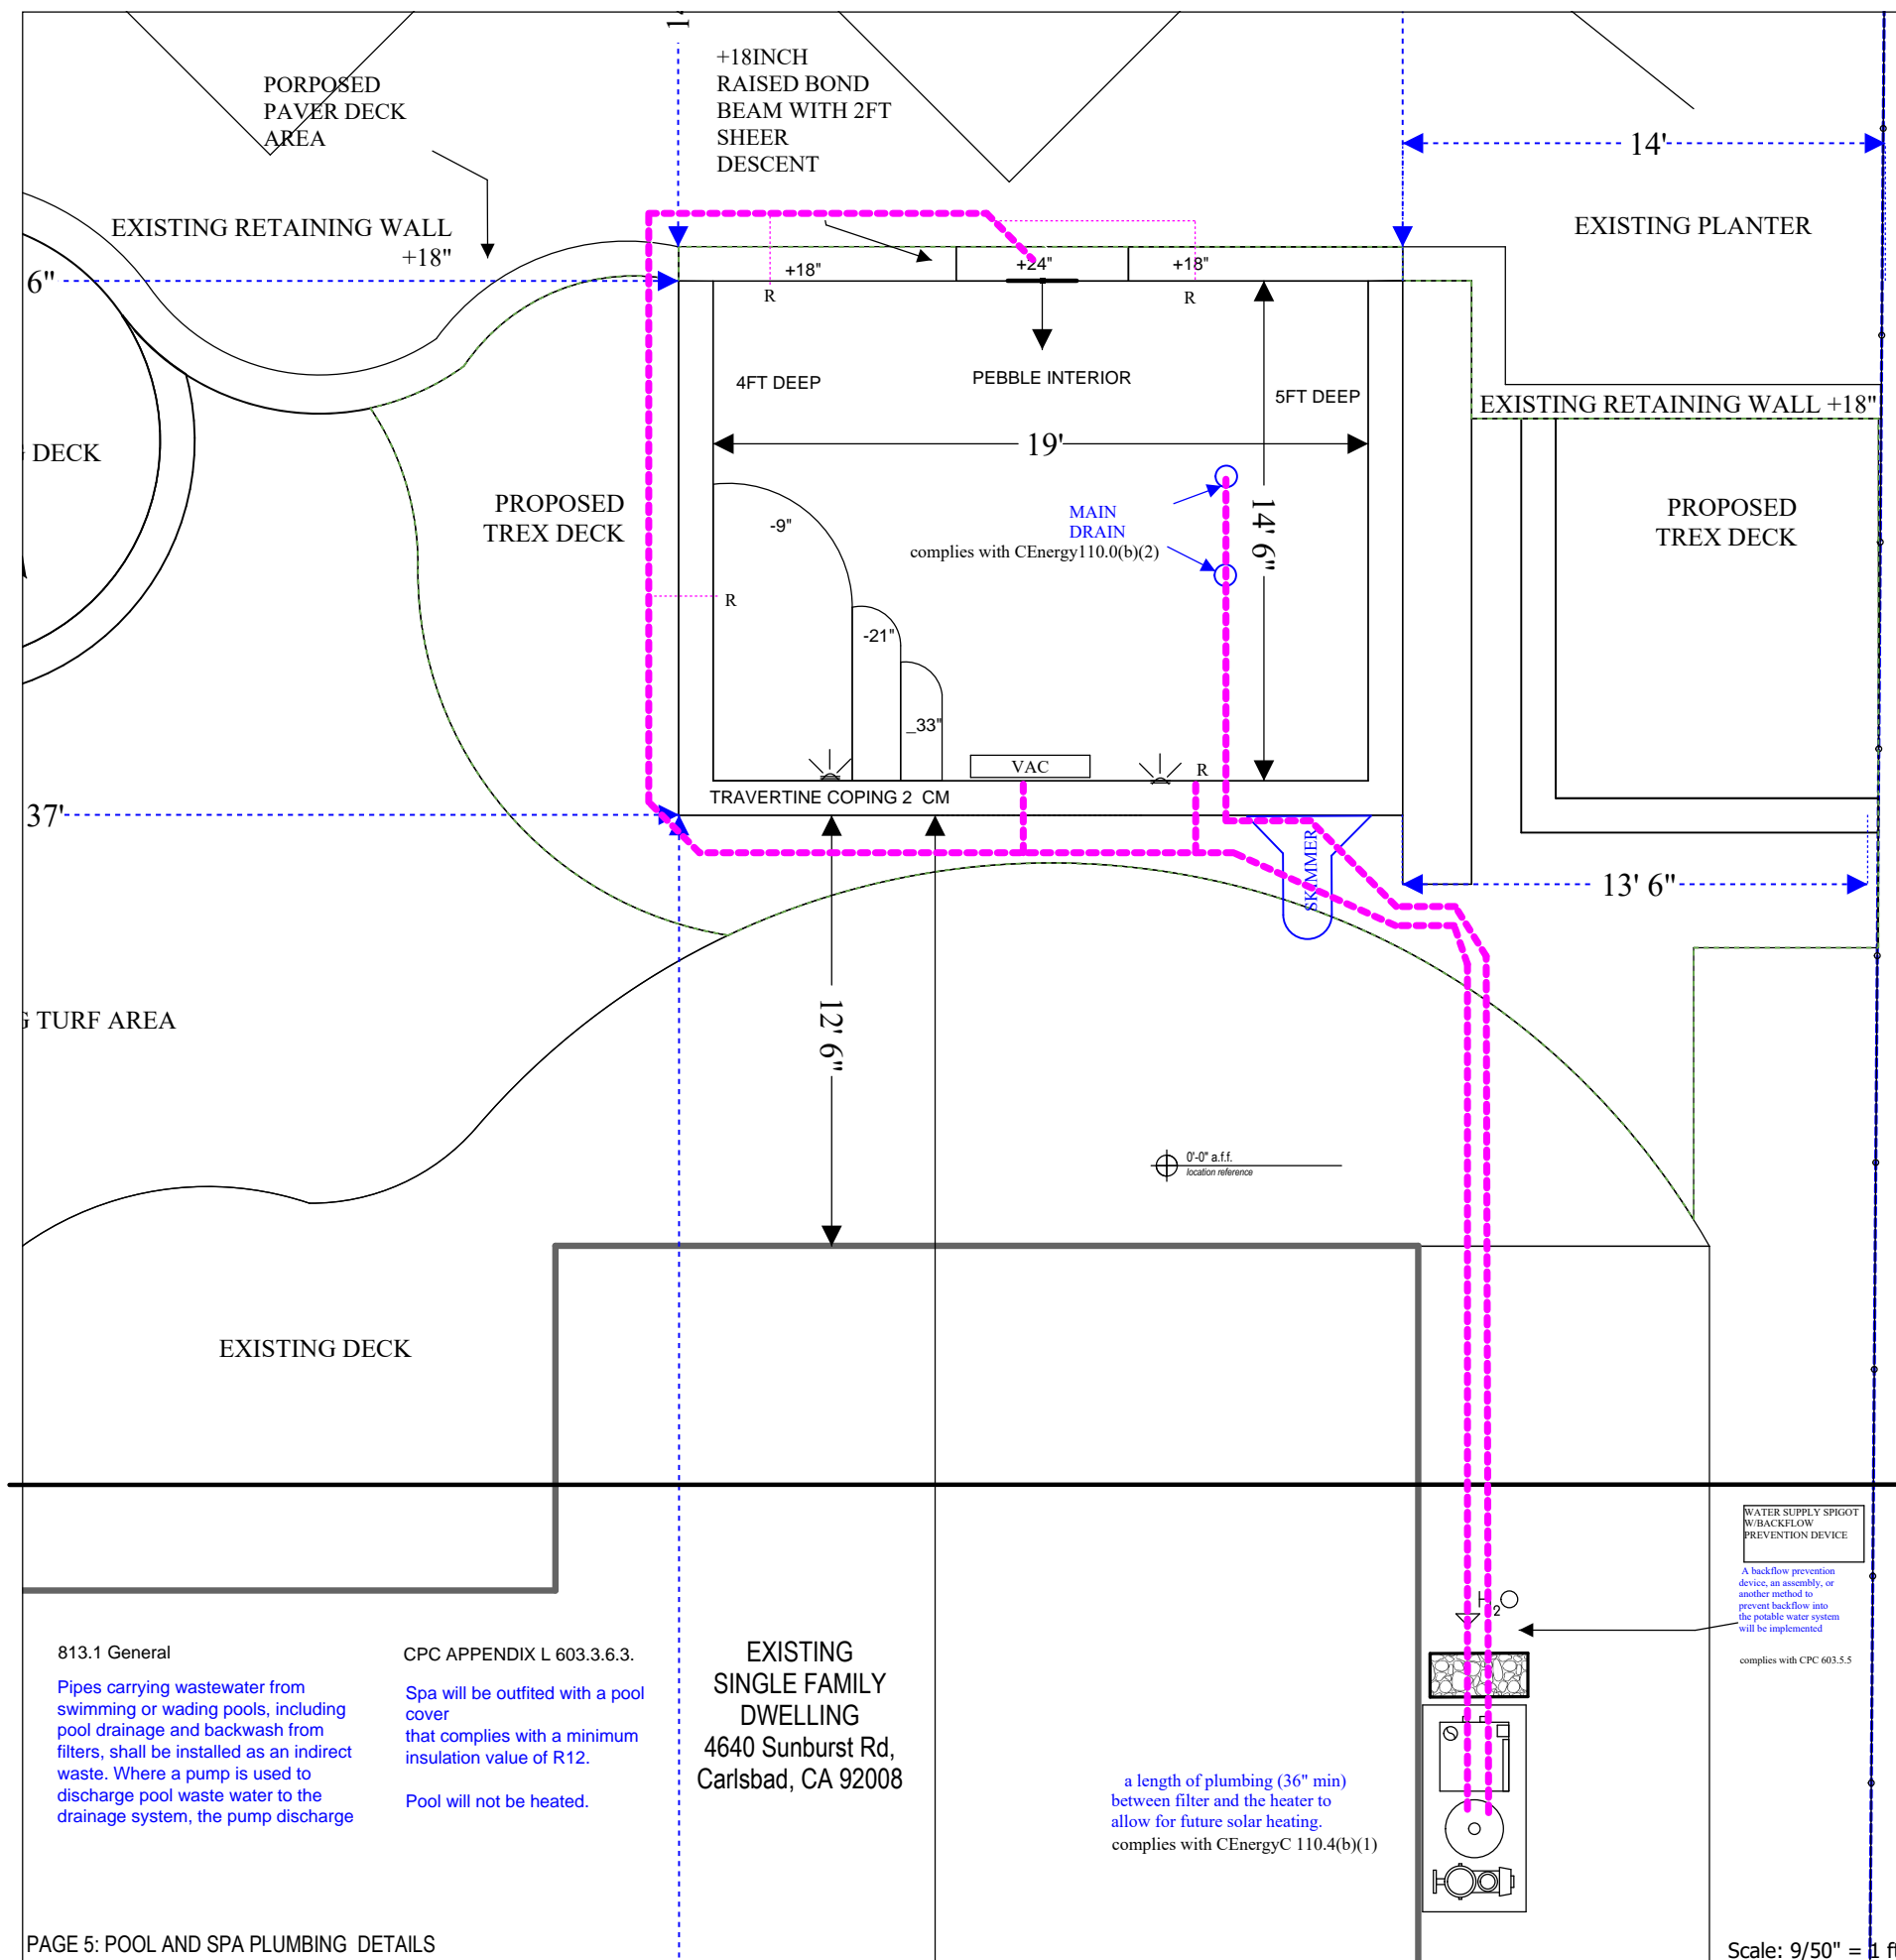 1
+18INCH
RAISED BOND
BEAM WITH 2FT
SHEER
DESCENT
PORPOSED
PAVER DECK
AREA
14'
EXISTING RETAINING WALL
+18"
EXISTING PLANTER
6"
+18"
+24"
+18"
R
R
4FT DEEP
PEBBLE INTERIOR
5FT DEEP
EXISTING RETAINING WALL +18"
19'
DECK
PROPOSED
TREX DECK
-9"
MAIN
DRAIN
complies with CEnergy110.0(b)(2)
14' 6"
PROPOSED
TREX DECK
R
-21"
_33"
VAC
R
TRAVERTINE COPING 2 CM
37'
SKIMMER
13' 6"
12' 6"
G TURF AREA
0'-0" a.f.f.
location reference
EXISTING DECK
WATER SUPPLY SPIGOT
W/BACKFLOW
PREVENTION DEVICE
A backflow prevention
device, an assembly, or
another method to
prevent backflow into
the potable water system
will be implemented
complies with CPC 603.5.5
H2O
813.1 General
Pipes carrying wastewater from
swimming or wading pools, including
pool drainage and backwash from
filters, shall be installed as an indirect
waste. Where a pump is used to
discharge pool waste water to the
drainage system, the pump discharge
CPC APPENDIX L 603.3.6.3.
Spa will be outfited with a pool
cover
that complies with a minimum
insulation value of R12.
Pool will not be heated.
EXISTING
SINGLE FAMILY
DWELLING
4640 Sunburst Rd,
Carlsbad, CA 92008
a length of plumbing (36" min)
between filter and the heater to
allow for future solar heating.
complies with CEnergyC 110.4(b)(1)
PAGE 5: POOL AND SPA PLUMBING DETAILS
Scale: 9/50" = 1 ft